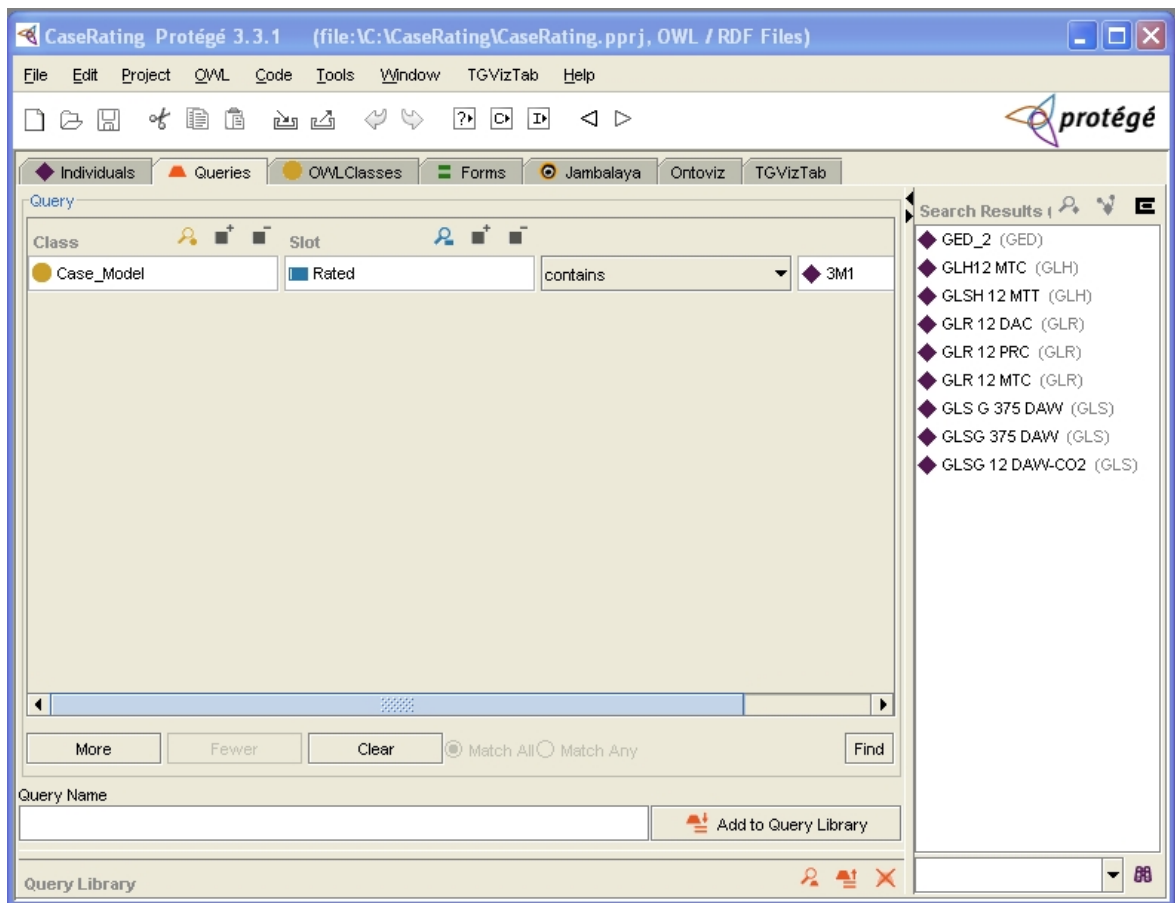 CaseRating Protégé 3.3.1 (file:\C:\CaseRating\CaseRating.pprj, OWL / RDF Files)
File Edit Project OWL Code Tools Window TGVizTab Help
protégé
Individuals Queries OWLClasses Forms Jambalaya Ontoviz TGVizTab
Query
Class Slot
Case_Model Rated contains 3M1
More Fewer Clear Match All Match Any Find
Query Name
Add to Query Library
Query Library
Search Results (
GED_2 (GED)
GLH12 MTC (GLH)
GLSH 12 MTT (GLH)
GLR 12 DAC (GLR)
GLR 12 PRC (GLR)
GLR 12 MTC (GLR)
GLS G 375 DAW (GLS)
GLSG 375 DAW (GLS)
GLSG 12 DAW-CO2 (GLS)